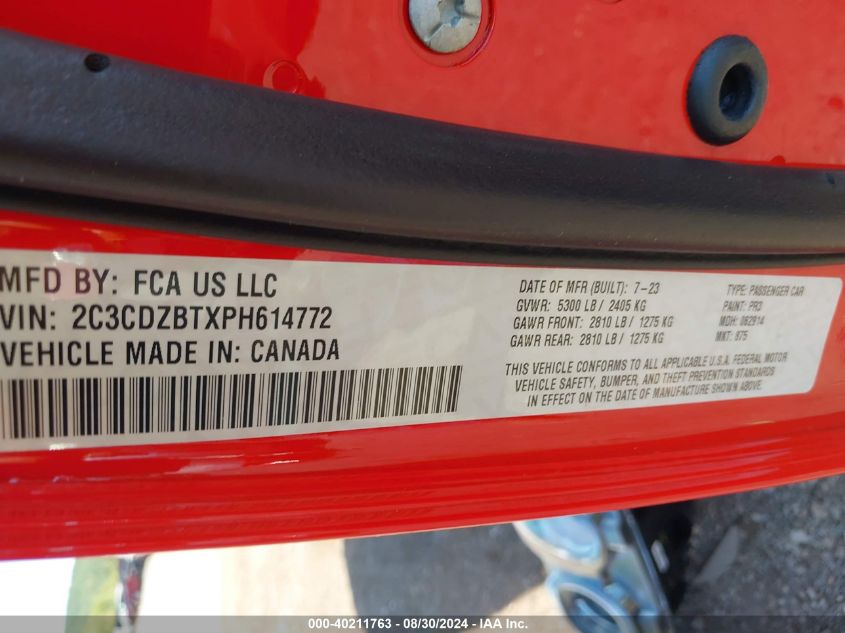 MFD BY: FCA US LLC
VIN: 2C3CDZBTXPH614772
VEHICLE MADE IN: CANADA
DATE OF MFR (BUILT): 7-23
GVWR: 5300 LB / 2405 KG
GAWR FRONT: 2810 LB / 1275 KG
GAWR REAR: 2810 LB / 1275 KG
THIS VEHICLE CONFORMS TO ALL APPLICABLE U.S.A. FEDERAL MOTOR
VEHICLE SAFETY, BUMPER, AND THEFT PREVENTION STANDARDS
IN EFFECT ON THE DATE OF MANUFACTURE SHOWN ABOVE.
TYPE: PASSENGER CAR
PAINT: PR3
MDH: 062914
MKT: 975
000-40211763 - 08/30/2024 - IAA Inc.